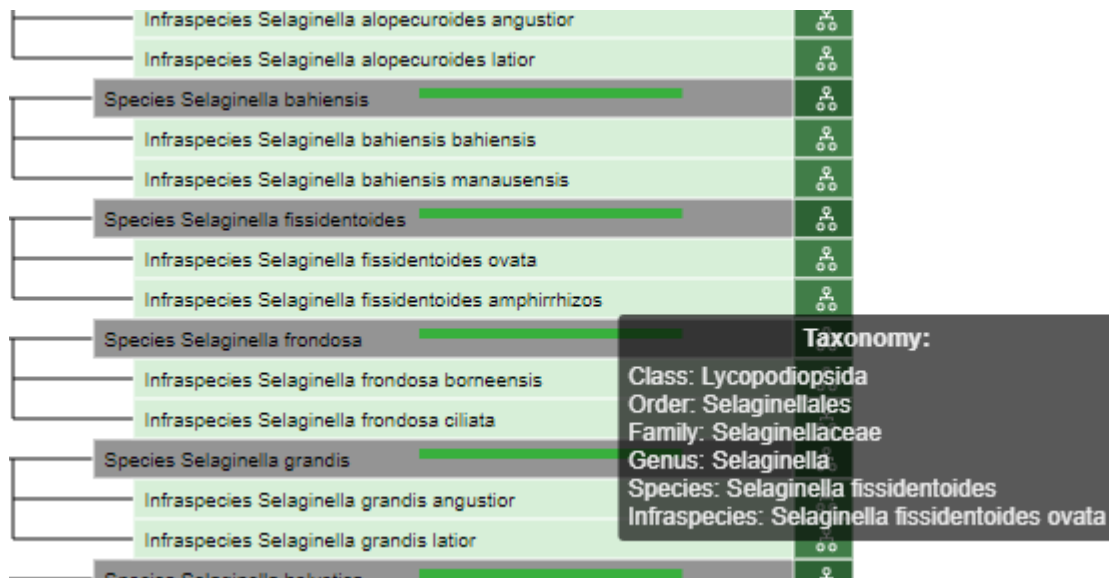 Infraspecies Selaginella alopecuroides angustior
Infraspecies Selaginella alopecuroides latior
Species Selaginella bahiensis
Infraspecies Selaginella bahiensis bahiensis
Infraspecies Selaginella bahiensis manausensis
Species Selaginella fissidentoides
Infraspecies Selaginella fissidentoides ovata
Infraspecies Selaginella fissidentoides amphirrhizos
Species Selaginella frondosa
Infraspecies Selaginella frondosa borneensis
Infraspecies Selaginella frondosa ciliata
Species Selaginella grandis
Infraspecies Selaginella grandis angustior
Infraspecies Selaginella grandis latior
Species Selaginella helvetica
Taxonomy:
Class: Lycopodiopsida
Order: Selaginellales
Family: Selaginellaceae
Genus: Selaginella
Species: Selaginella fissidentoides
Infraspecies: Selaginella fissidentoides ovata